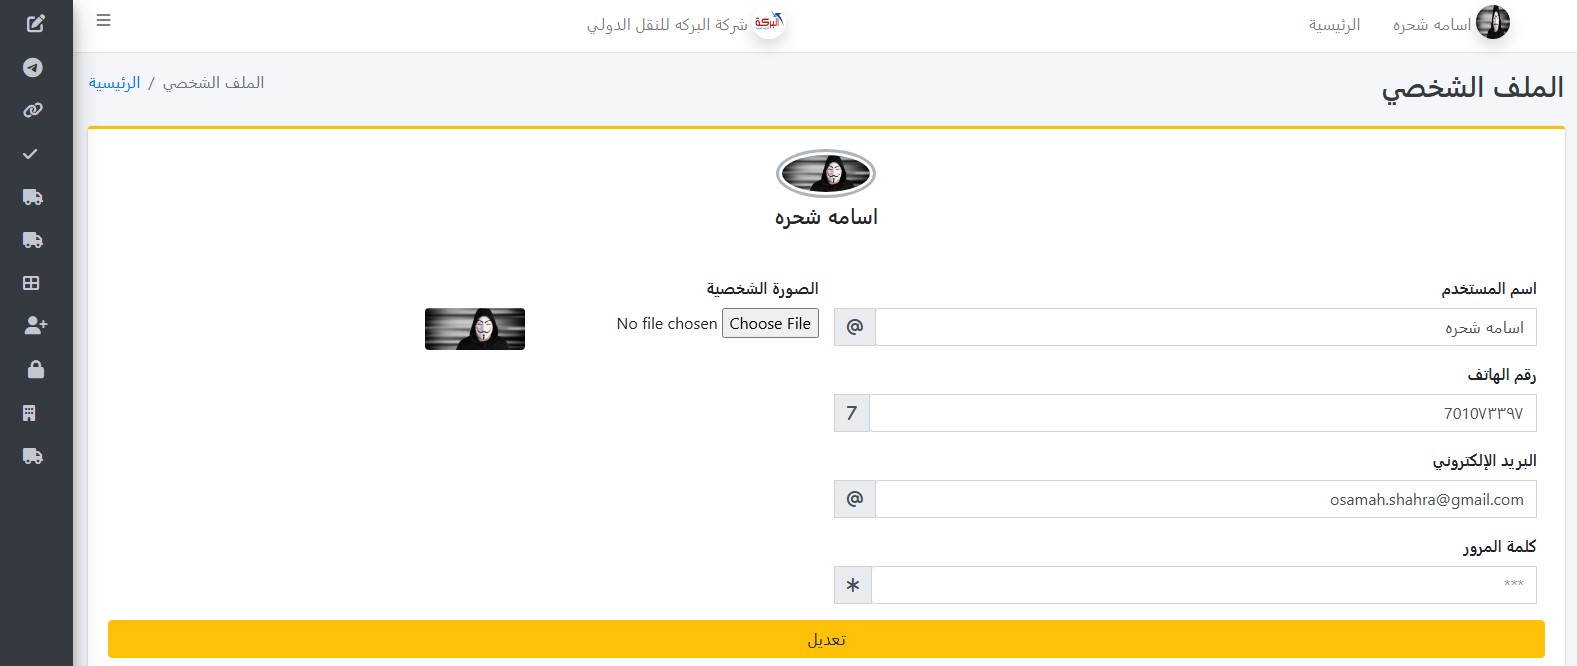 اسامه شحره
الرئيسية
شركة البركه للنقل الدولي
البركة
الملف الشخصي
الرئيسية / الملف الشخصي
اسامه شحره
اسم المستخدم
اسامه شحره
@
الصورة الشخصية
Choose File No file chosen
رقم الهاتف
7010٧٣٣٩٧
7
البريد الإلكتروني
osamah.shahra@gmail.com
@
كلمة المرور
***
*
تعديل